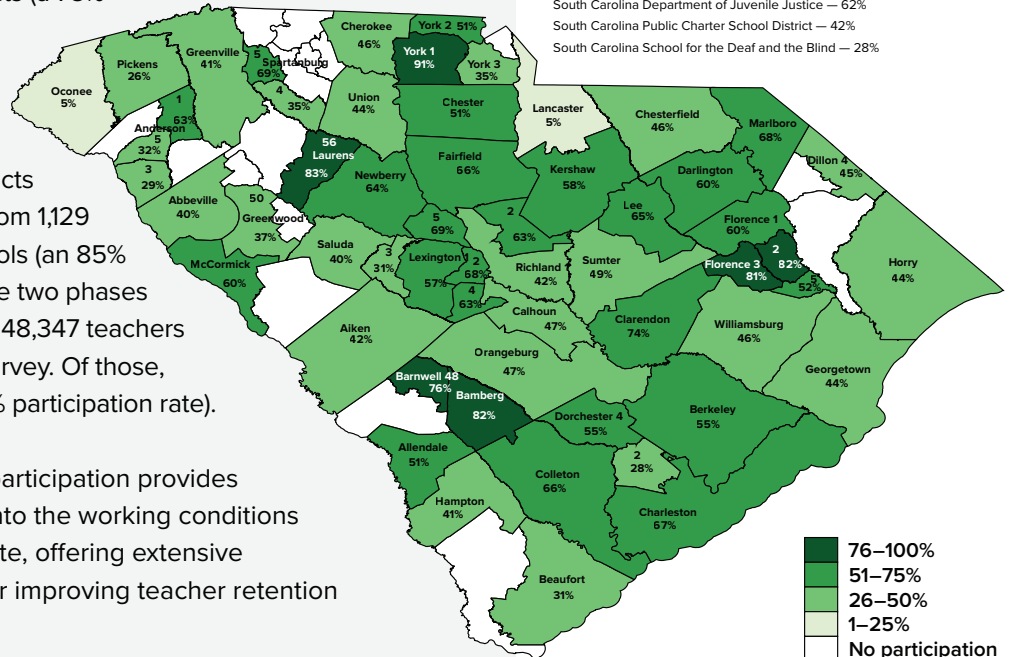 South Carolina Department of Juvenile Justice — 62%
South Carolina Public Charter School District — 42%
South Carolina School for the Deaf and the Blind — 28%
cts
om 1,129
ols (an 85%
e two phases
48,347 teachers
rvey. Of those,
% participation rate).
articipation provides
nto the working conditions
te, offering extensive
r improving teacher retention
Cherokee
46%
York 2 51%
York 1
91%
York 3
35%
Pickens
26%
Greenville
41%
5
69%
Spartanburg
4
35%
Oconee
5%
1
63%
Anderson
5
32%
3
29%
Union
44%
Chester
51%
Lancaster
5%
Chesterfield
46%
Marlboro
68%
Dillon 4
45%
56
Laurens
83%
Newberry
64%
Fairfield
66%
Kershaw
58%
Darlington
60%
Lee
65%
Florence 1
60%
Florence 3
81%
2
82%
5
52%
Horry
44%
Abbeville
40%
50
Greenwood
37%
McCormick
60%
Saluda
40%
3
31%
5
69%
Lexington 1
57%
2
68%
4
63%
2
63%
Richland 1
42%
Sumter
49%
Calhoun
47%
Clarendon
74%
Williamsburg
46%
Georgetown
44%
Aiken
42%
Orangeburg
47%
Barnwell 48
76%
Bamberg
82%
Dorchester 4
55%
2
28%
Berkeley
55%
Allendale
51%
Colleton
66%
Charleston
67%
Hampton
41%
Beaufort
31%
76–100%
51–75%
26–50%
1–25%
No participation